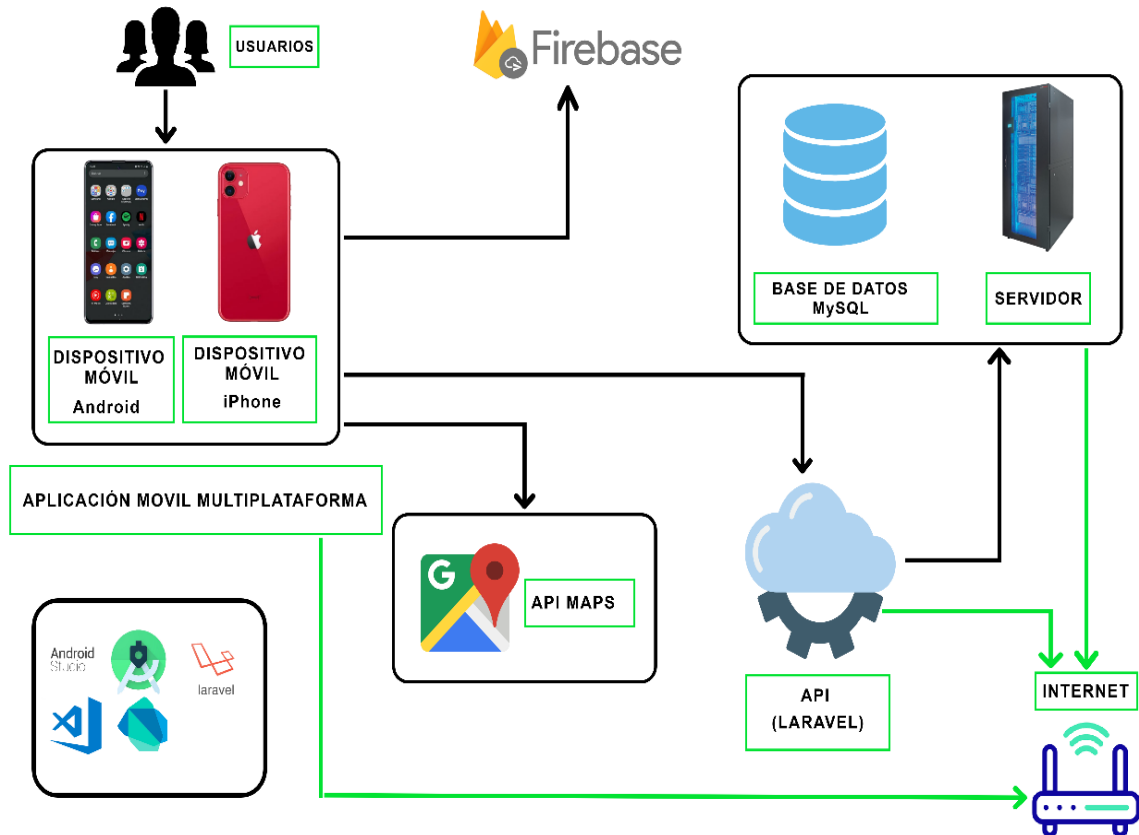 USUARIOS
Firebase
DISPOSITIVO
MÓVIL
Android
DISPOSITIVO
MÓVIL
iPhone
BASE DE DATOS
MySQL
SERVIDOR
APLICACIÓN MOVIL MULTIPLATAFORMA
G
API MAPS
Android
Studio
laravel
API
(LARAVEL)
INTERNET